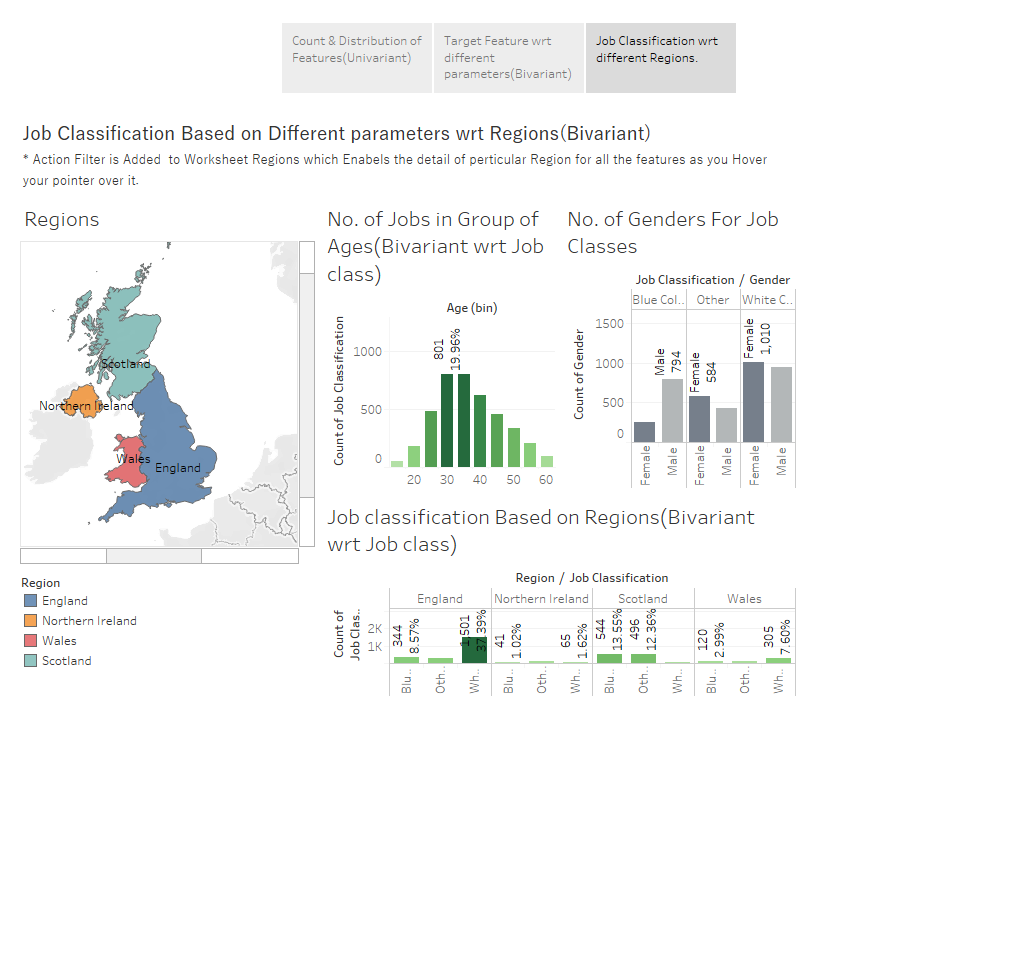 Count & Distribution of
Features(Univariant)
Target Feature wrt
different
parameters(Bivariant)
Job Classification wrt
different Regions.
Job Classification Based on Different parameters wrt Regions(Bivariant)
* Action Filter is Added to Worksheet Regions which Enabels the detail of perticular Region for all the features as you Hover
your pointer over it.
Regions
Scotland
Northern Ireland
Wales
England
Region
England
Northern Ireland
Wales
Scotland
No. of Jobs in Group of
Ages(Bivariant wrt Job
class)
Age (bin)
Count of Job Classification
1000
500
0
801
19.96%
20
30
40
50
60
No. of Genders For Job
Classes
Job Classification / Gender
Blue Col..
Other
White C..
Count of Gender
1500
1000
500
0
Male
794
Female
584
Female
1,010
Female
Male
Female
Male
Female
Male
Job classification Based on Regions(Bivariant
wrt Job class)
Region / Job Classification
England
Northern Ireland
Scotland
Wales
Count of
Job Clas..
2K
1K
344
8.57%
1,501
37.39%
41
1.02%
65
1.62%
544
13.55%
496
12.36%
120
2.99%
305
7.60%
Blu..
Oth..
Wh..
Blu..
Oth..
Wh..
Blu..
Oth..
Wh..
Blu..
Oth..
Wh..